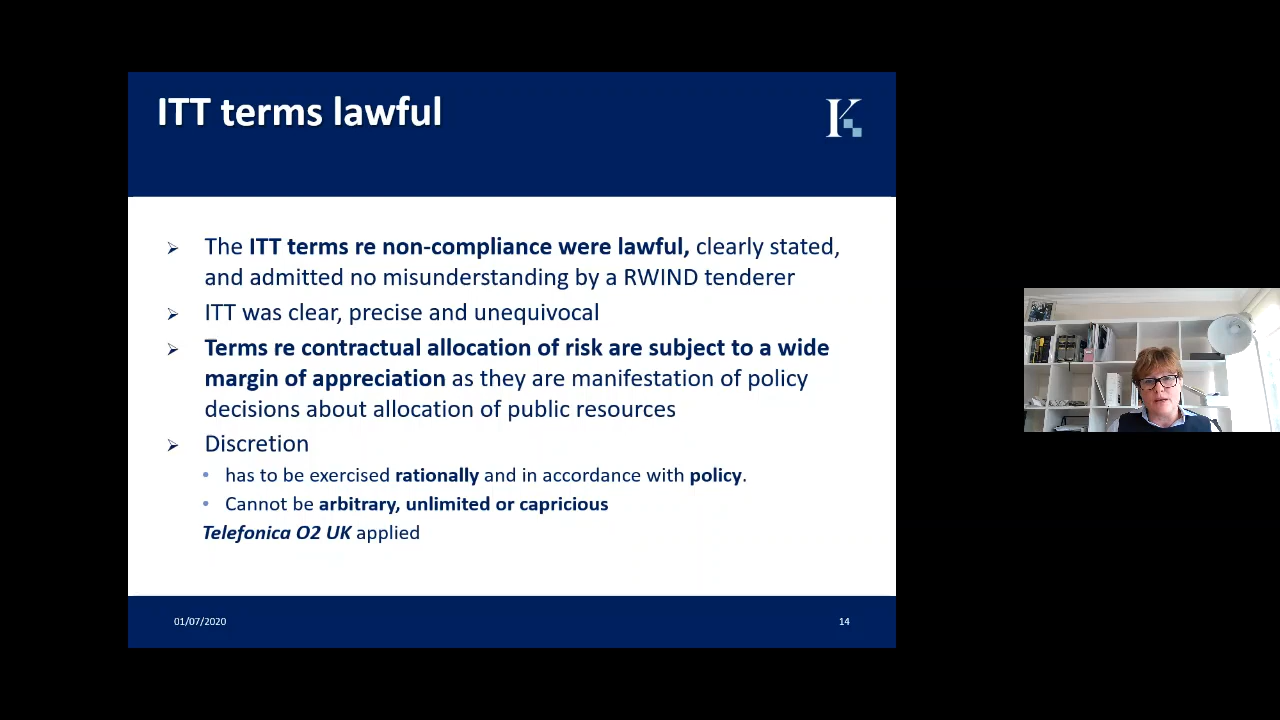 ITT terms lawful
K
The ITT terms re non-compliance were lawful, clearly stated,
and admitted no misunderstanding by a RWIND tenderer
ITT was clear, precise and unequivocal
Terms re contractual allocation of risk are subject to a wide
margin of appreciation as they are manifestation of policy
decisions about allocation of public resources
Discretion
has to be exercised rationally and in accordance with policy.
Cannot be arbitrary, unlimited or capricious
Telefonica O2 UK applied
01/07/2020
14